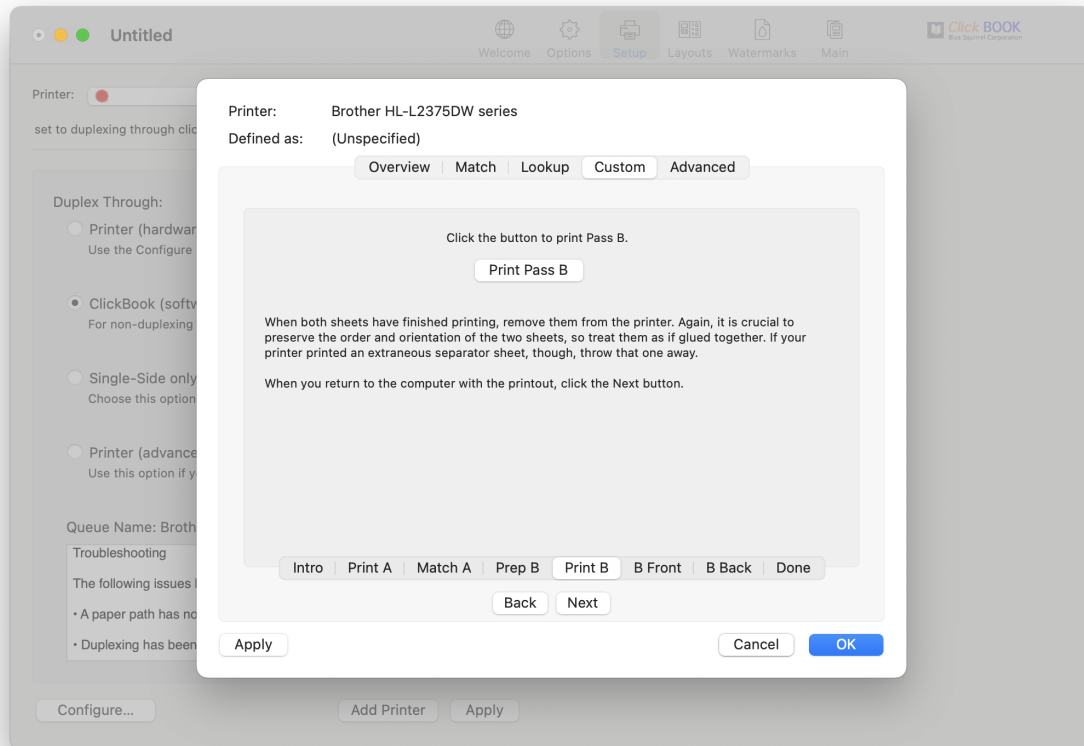 Untitled
Welcome Options Setup Layouts Watermarks Main
Click BOOK
Blue Squirrel Corporation
Printer:
set to duplexing through clic
Duplex Through:
Printer (hardwar
Use the Configure
ClickBook (softw
For non-duplexing
Single-Side only
Choose this option
Printer (advance
Use this option if y
Queue Name: Broth
Troubleshooting
The following issues
• A paper path has no
• Duplexing has been
Configure...
Add Printer
Apply
Printer: Brother HL-L2375DW series
Defined as: (Unspecified)
Overview Match Lookup Custom Advanced
Click the button to print Pass B.
Print Pass B
When both sheets have finished printing, remove them from the printer. Again, it is crucial to
preserve the order and orientation of the two sheets, so treat them as if glued together. If your
printer printed an extraneous separator sheet, though, throw that one away.
When you return to the computer with the printout, click the Next button.
Intro Print A Match A Prep B Print B B Front B Back Done
Back Next
Apply Cancel OK